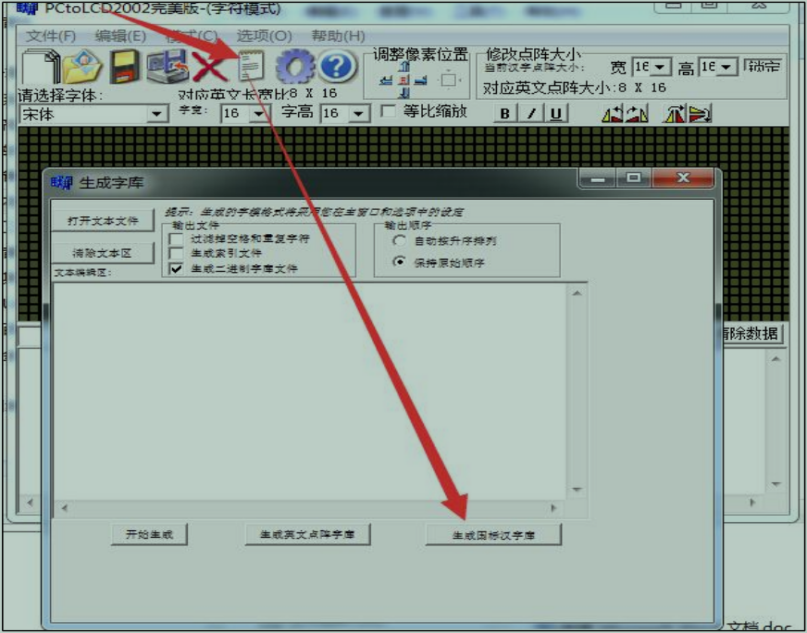 PCtoLCD2002完美版-(字符模式)
文件(F) 编辑(E) 模式(C) 选项(O) 帮助(H)
调整像素位置 修改点阵大小
当前汉字点阵大小: 宽 16 高 16 锁定
对应英文点阵大小:8 X 16
请选择字体: 对应英文长宽比:8 X 16
宋体 字宽: 16 字高 16 等比缩放 B I U
生成字库
打开文本文件
提示: 生成的字模格式将采用您在主窗口和选项中的设定
输出文件 输出顺序
过滤掉空格和重复字符 自动按升序排列
清除文本区 生成索引文件
生成二进制字库文件 保持原始顺序
文本编辑区:
清除数据
开始生成 生成英文点阵字库 生成国标汉字库
文档.doc